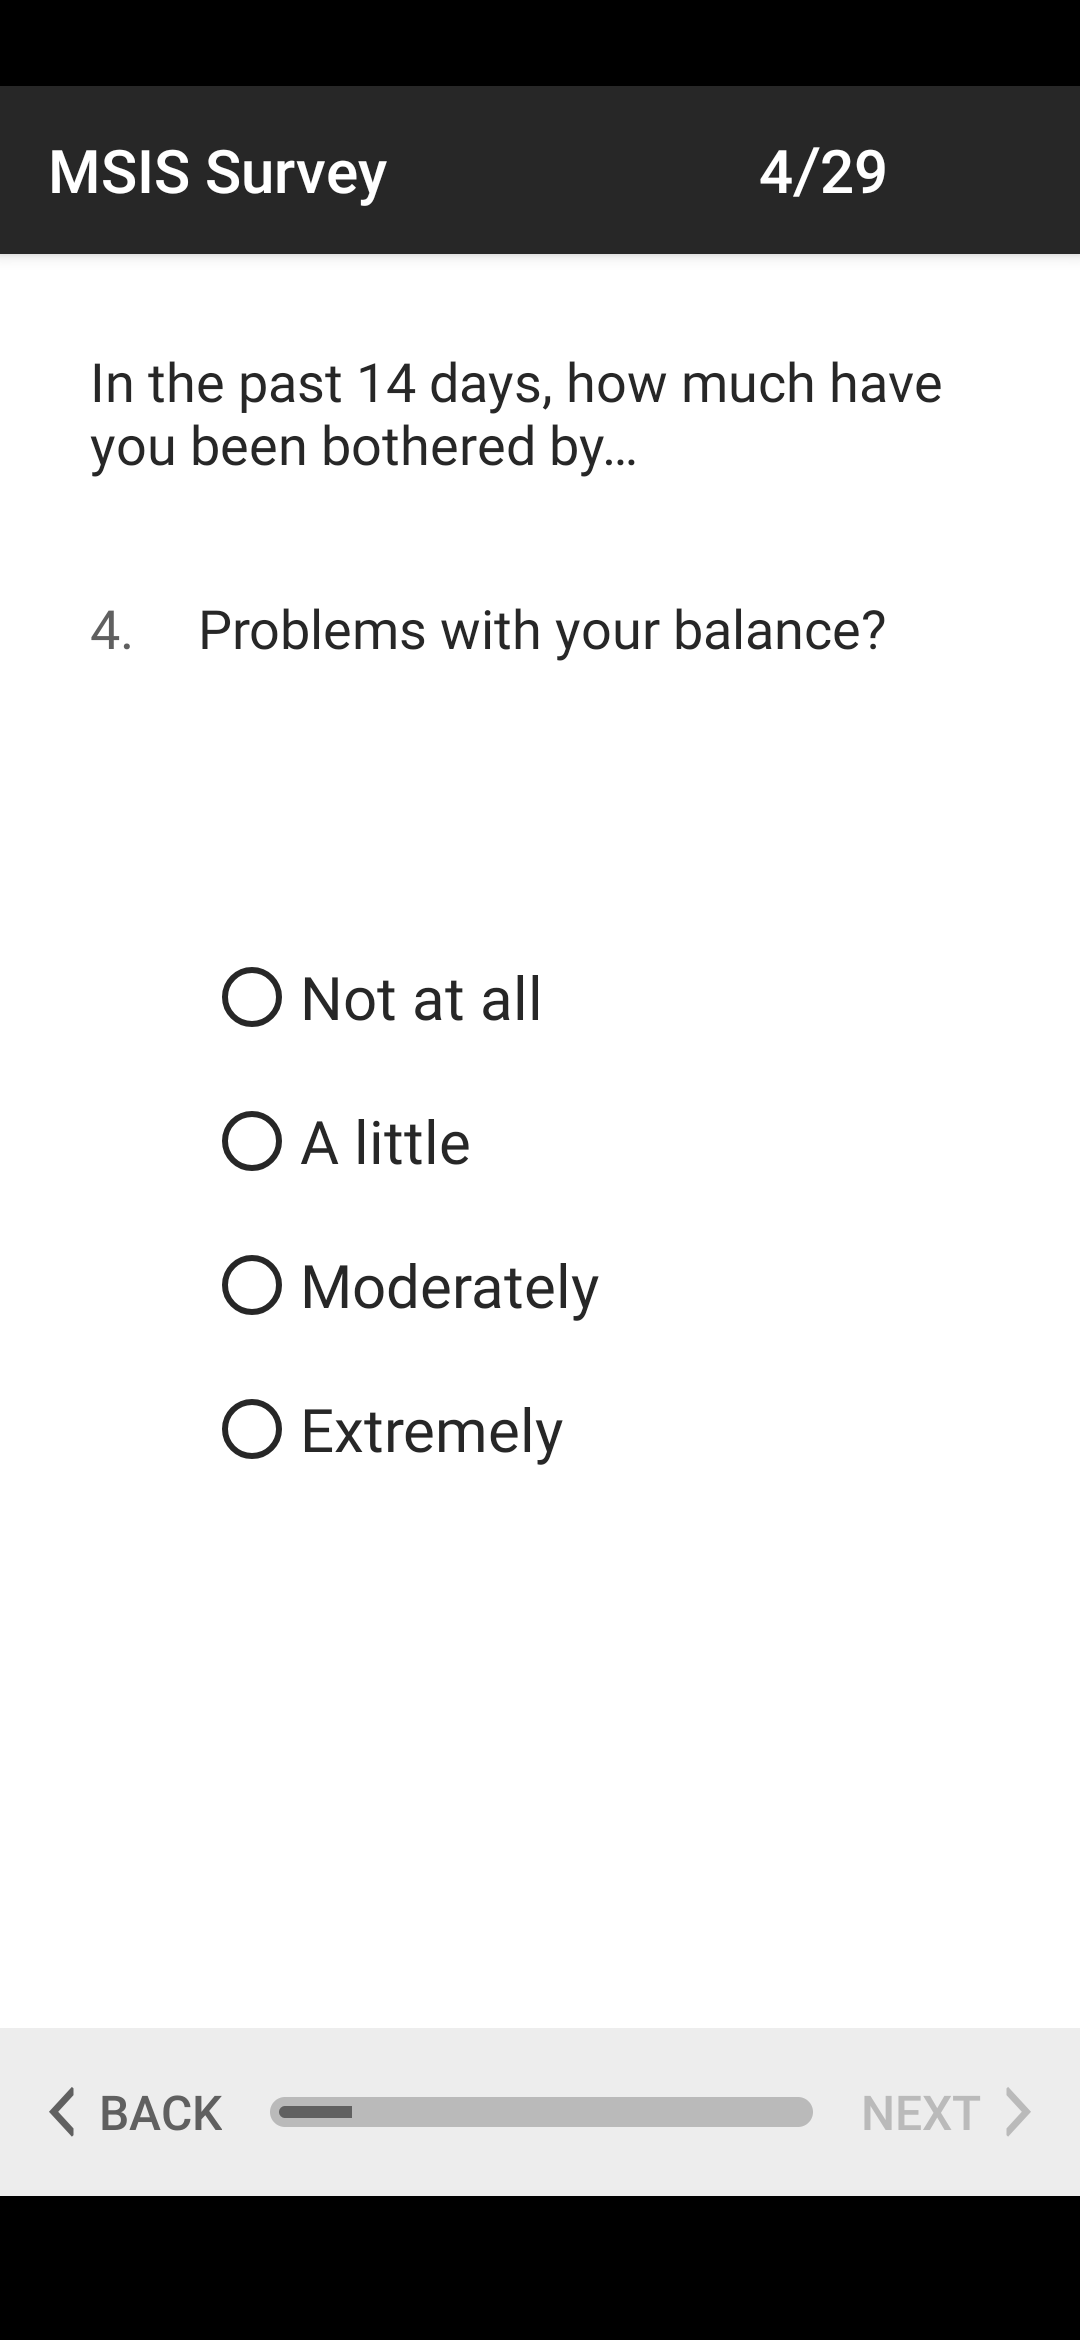 MSIS Survey 4/29
In the past 14 days, how much have
you been bothered by...
4. Problems with your balance?
Not at all
A little
Moderately
Extremely
BACK NEXT